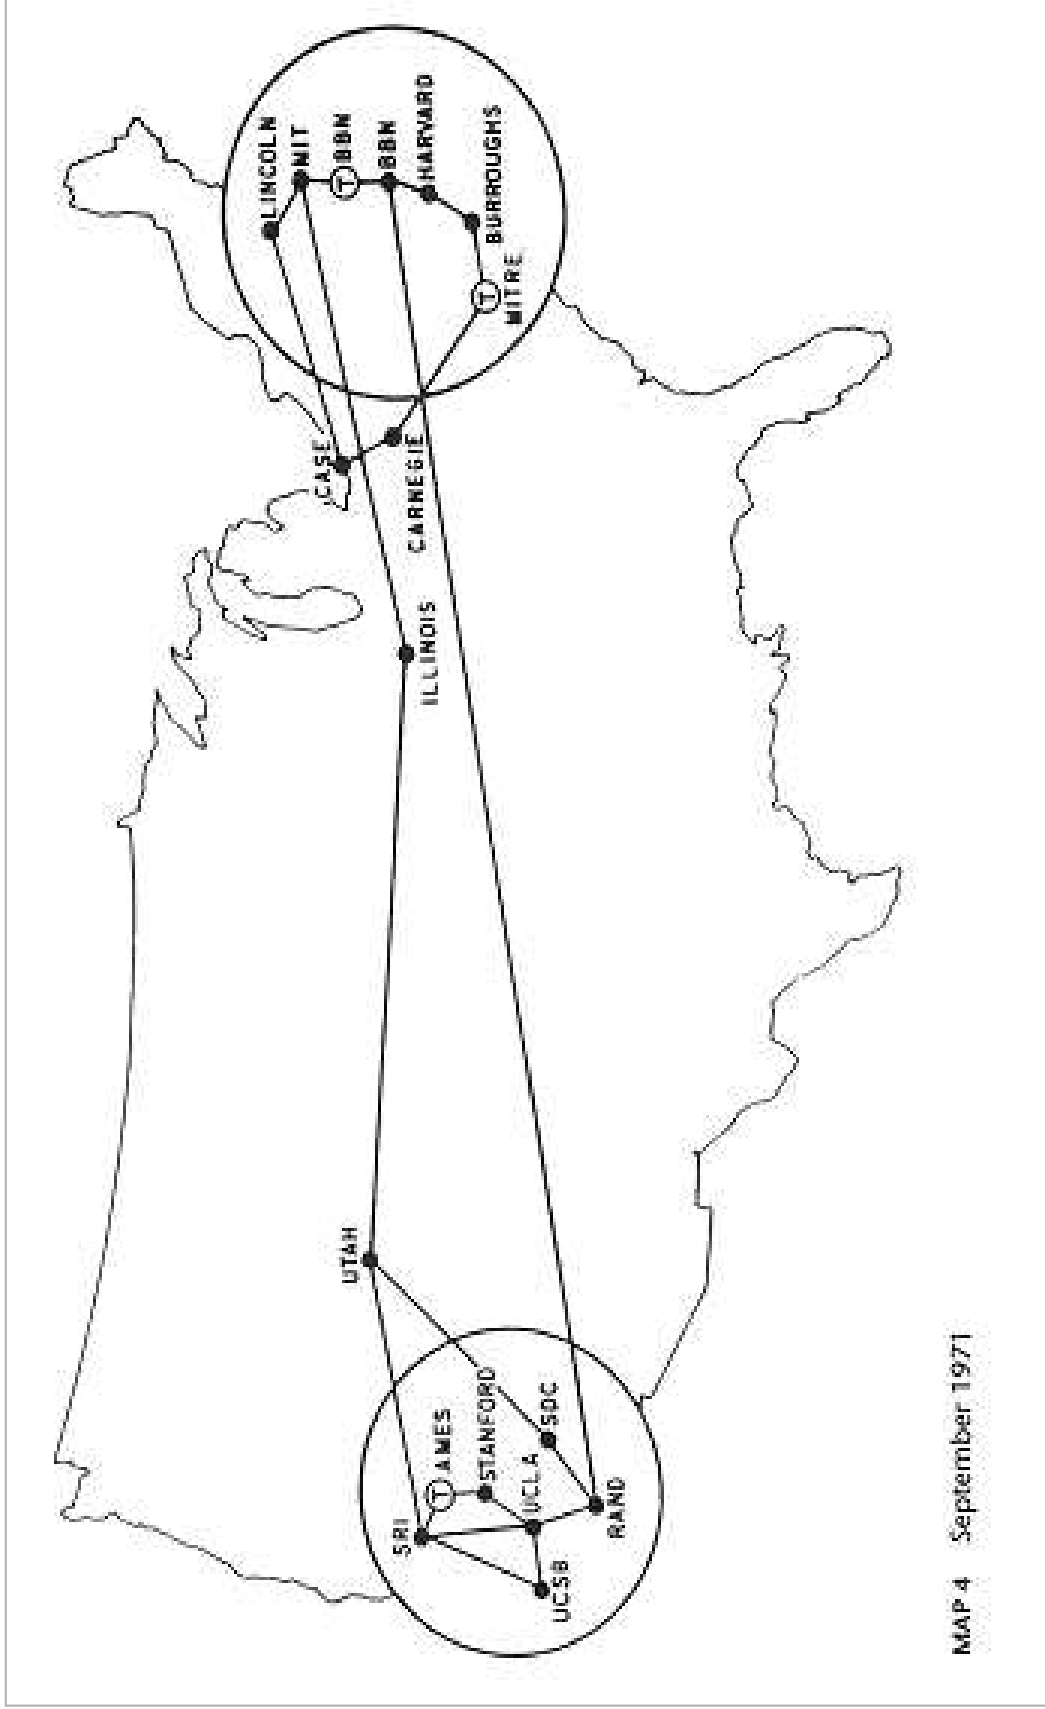 SRI
UCSB
UCLA
RAND
T
AMES
STANFORD
SDC
UTAH
ILLINOIS
CASE
CARNEGIE
T
MITRE
BURROUGHS
HARVARD
BBN
T
BBN
MIT
LINCOLN
MAP 4 September 1971